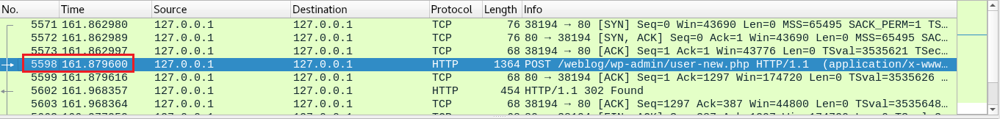 No. Time Source Destination Protocol Length Info
5571 161.862980 127.0.0.1 127.0.0.1 TCP 76 38194 → 80 [SYN] Seq=0 Win=43690 Len=0 MSS=65495 SACK_PERM=1 TS…
5572 161.862989 127.0.0.1 127.0.0.1 TCP 76 80 → 38194 [SYN, ACK] Seq=0 Ack=1 Win=43690 Len=0 MSS=65495 SAC…
5573 161.862997 127.0.0.1 127.0.0.1 TCP 68 38194 → 80 [ACK] Seq=1 Ack=1 Win=43776 Len=0 TSval=3535621 TSec…
5598 161.879600 127.0.0.1 127.0.0.1 HTTP 1364 POST /weblog/wp-admin/user-new.php HTTP/1.1 (application/x-www…
5599 161.879616 127.0.0.1 127.0.0.1 TCP 68 80 → 38194 [ACK] Seq=1 Ack=1297 Win=174720 Len=0 TSval=3535626 …
5602 161.968357 127.0.0.1 127.0.0.1 HTTP 454 HTTP/1.1 302 Found
5603 161.968364 127.0.0.1 127.0.0.1 TCP 68 38194 → 80 [ACK] Seq=1297 Ack=387 Win=44800 Len=0 TSval=3535648…